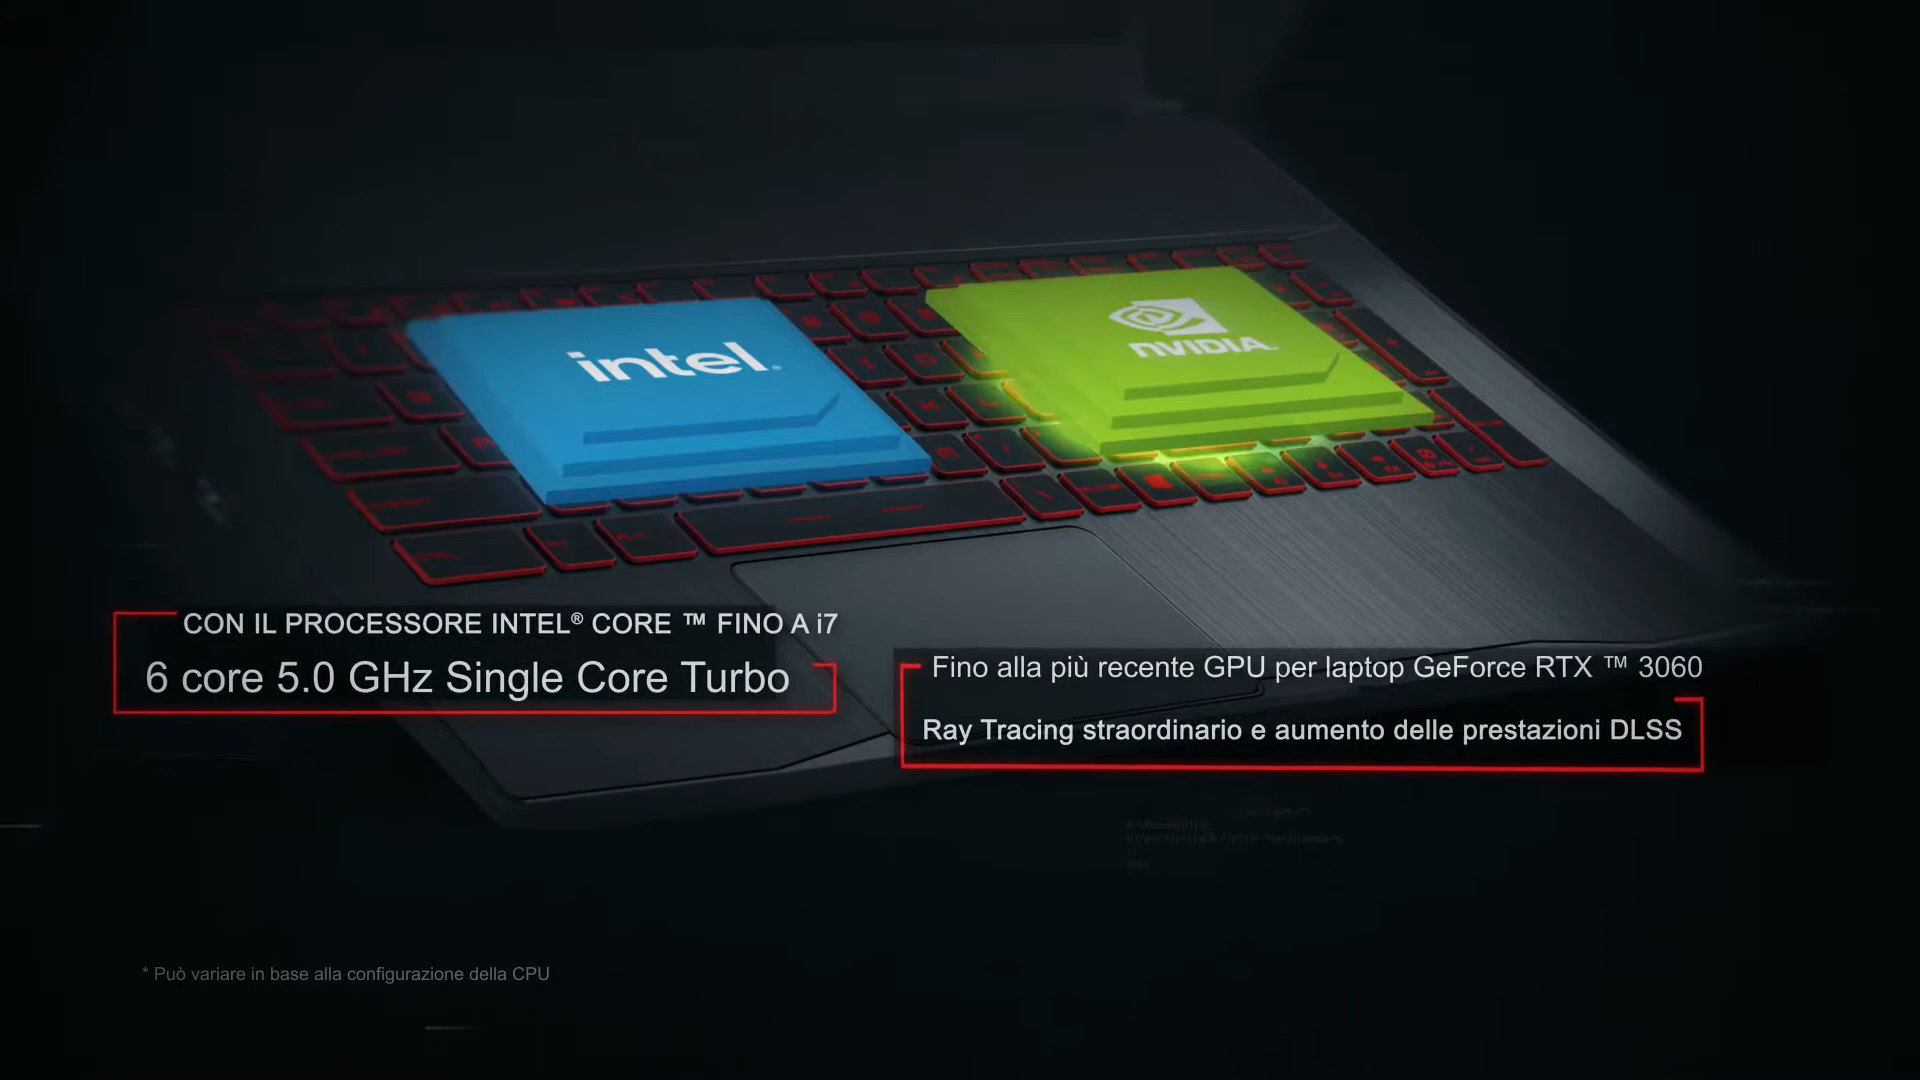 intel®
NVIDIA
CON IL PROCESSORE INTEL® CORE ™ FINO A i7
6 core 5.0 GHz Single Core Turbo
Fino alla più recente GPU per laptop GeForce RTX ™ 3060
Ray Tracing straordinario e aumento delle prestazioni DLSS
* Può variare in base alla configurazione della CPU